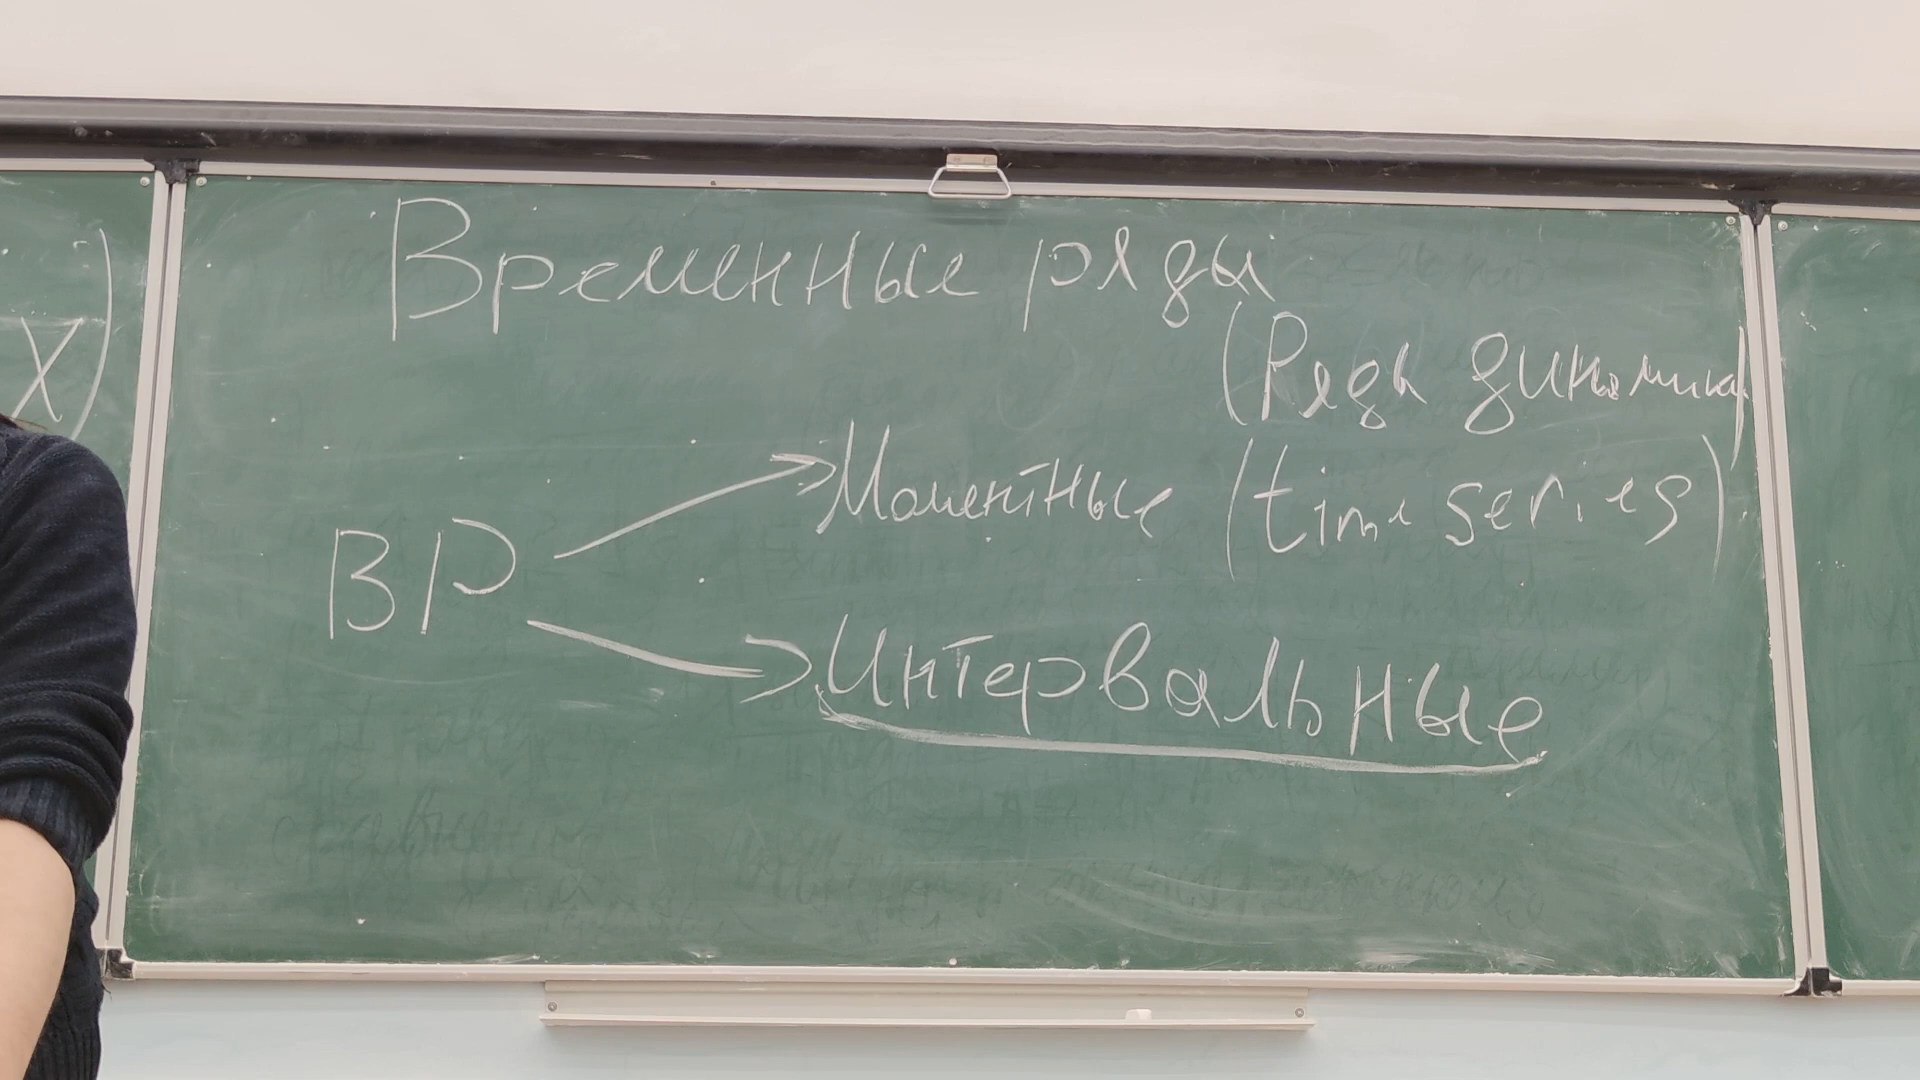 x)
Временные ряды
(Ряды динамики)
ВР
Моментные (time series)
Интервальные